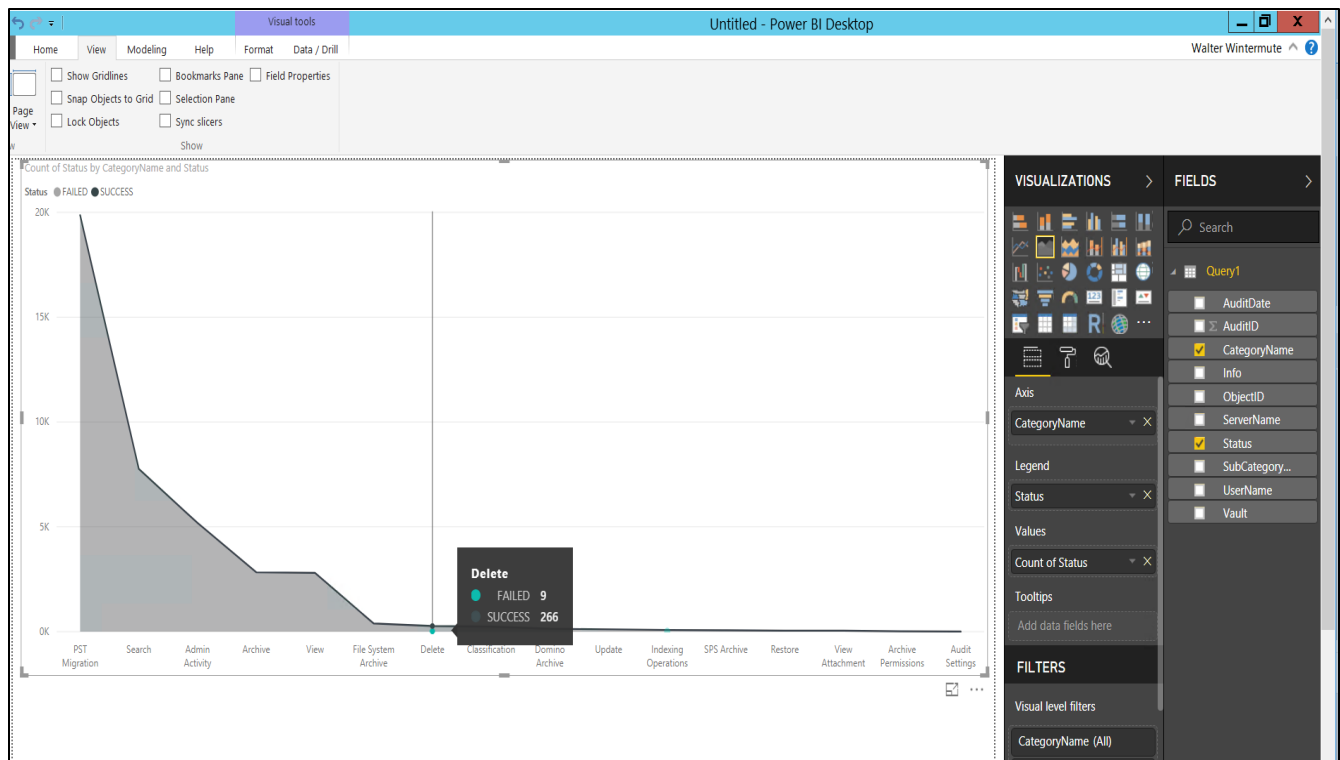 Visual tools
Untitled - Power BI Desktop
Home View Modeling Help Format Data / Drill
Walter Wintermute
Show Gridlines Bookmarks Pane Field Properties
Snap Objects to Grid Selection Pane
Page
View
Lock Objects Sync slicers
w Show
Count of Status by CategoryName and Status
Status FAILED SUCCESS
20K
15K
10K
5K
0K
Delete
FAILED 9
SUCCESS 266
PST Migration
Search
Admin Activity
Archive
View
File System Archive
Delete
Classification
Domino Archive
Update
Indexing Operations
SPS Archive
Restore
View Attachment
Archive Permissions
Audit Settings
VISUALIZATIONS
123
R
Axis
CategoryName
Legend
Status
Values
Count of Status
Tooltips
Add data fields here
FILTERS
Visual level filters
CategoryName (All)
FIELDS
Search
Query1
AuditDate
Σ AuditID
CategoryName
Info
ObjectID
ServerName
Status
SubCategory...
UserName
Vault